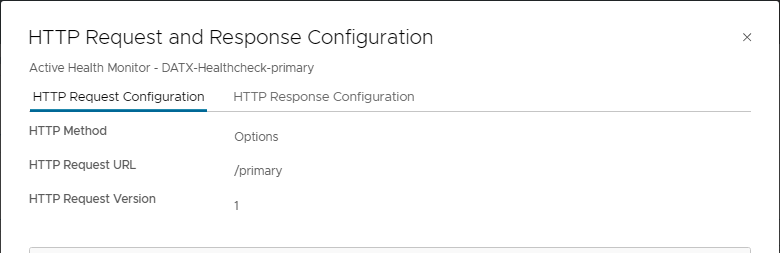 HTTP Request and Response Configuration
Active Health Monitor - DATX-Healthcheck-primary
HTTP Request Configuration HTTP Response Configuration
HTTP Method Options
HTTP Request URL /primary
HTTP Request Version 1